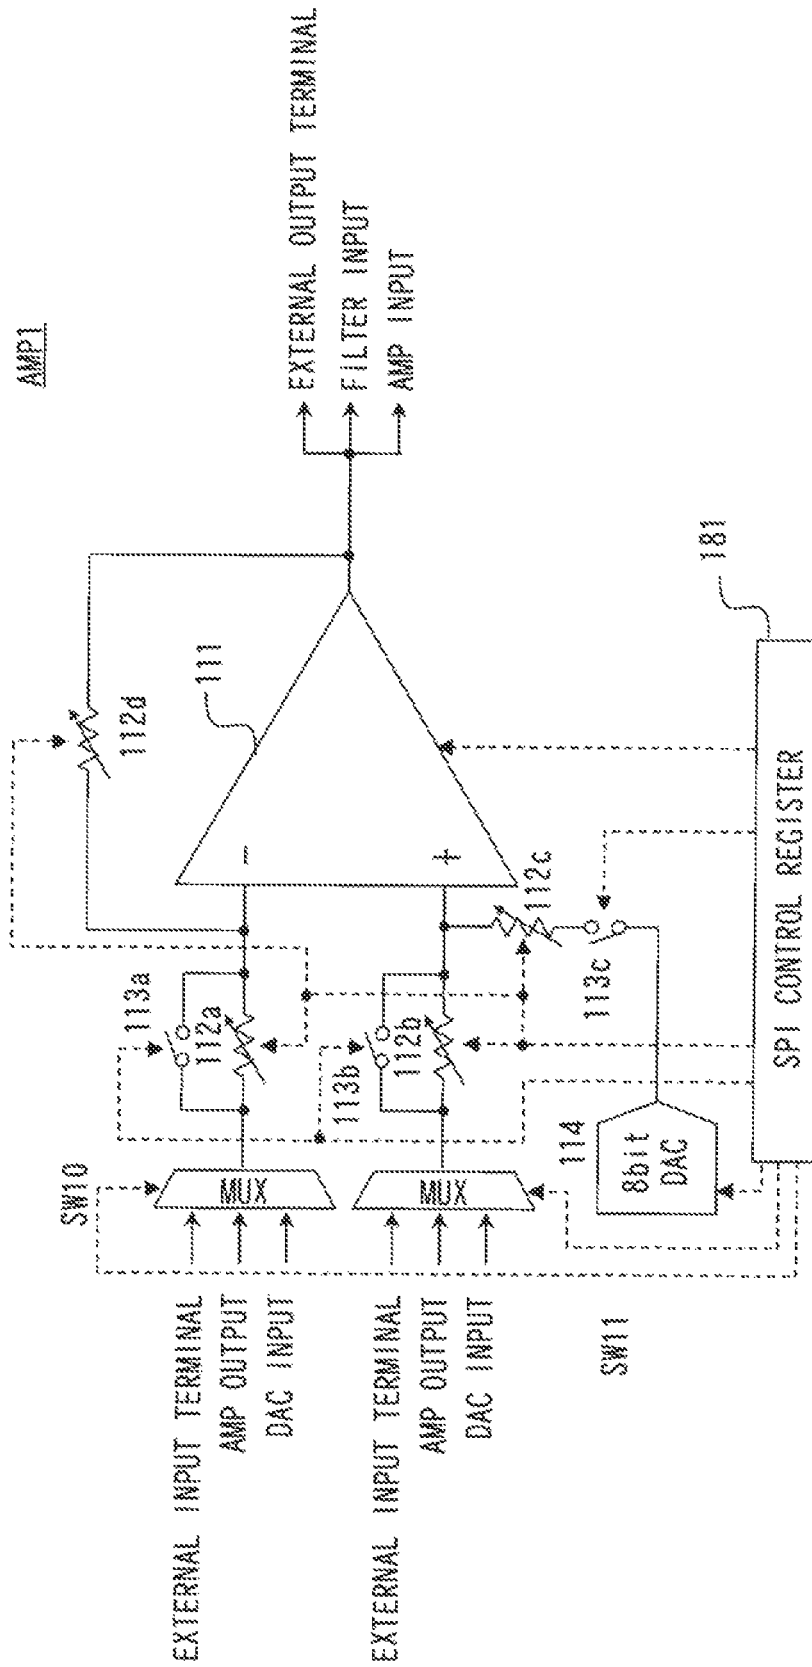 AMP1
EXTERNAL INPUT TERMINAL
AMP OUTPUT
DAC INPUT
SW10
MUX
113a
112a
112d
111
EXTERNAL OUTPUT TERMINAL
FILTER INPUT
AMP INPUT
EXTERNAL INPUT TERMINAL
AMP OUTPUT
DAC INPUT
MUX
113b
112b
-
+
112c
113c
SW11
114
8bit
DAC
181
SPI CONTROL REGISTER